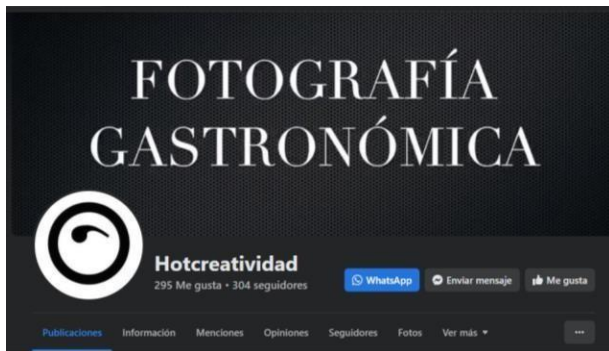 FOTOGRAFÍA
GASTRONÓMICA
Hotcreatividad
295 Me gusta • 304 seguidores
WhatsApp
Enviar mensaje
Me gusta
Publicaciones Información Menciones Opiniones Seguidores Fotos Ver más